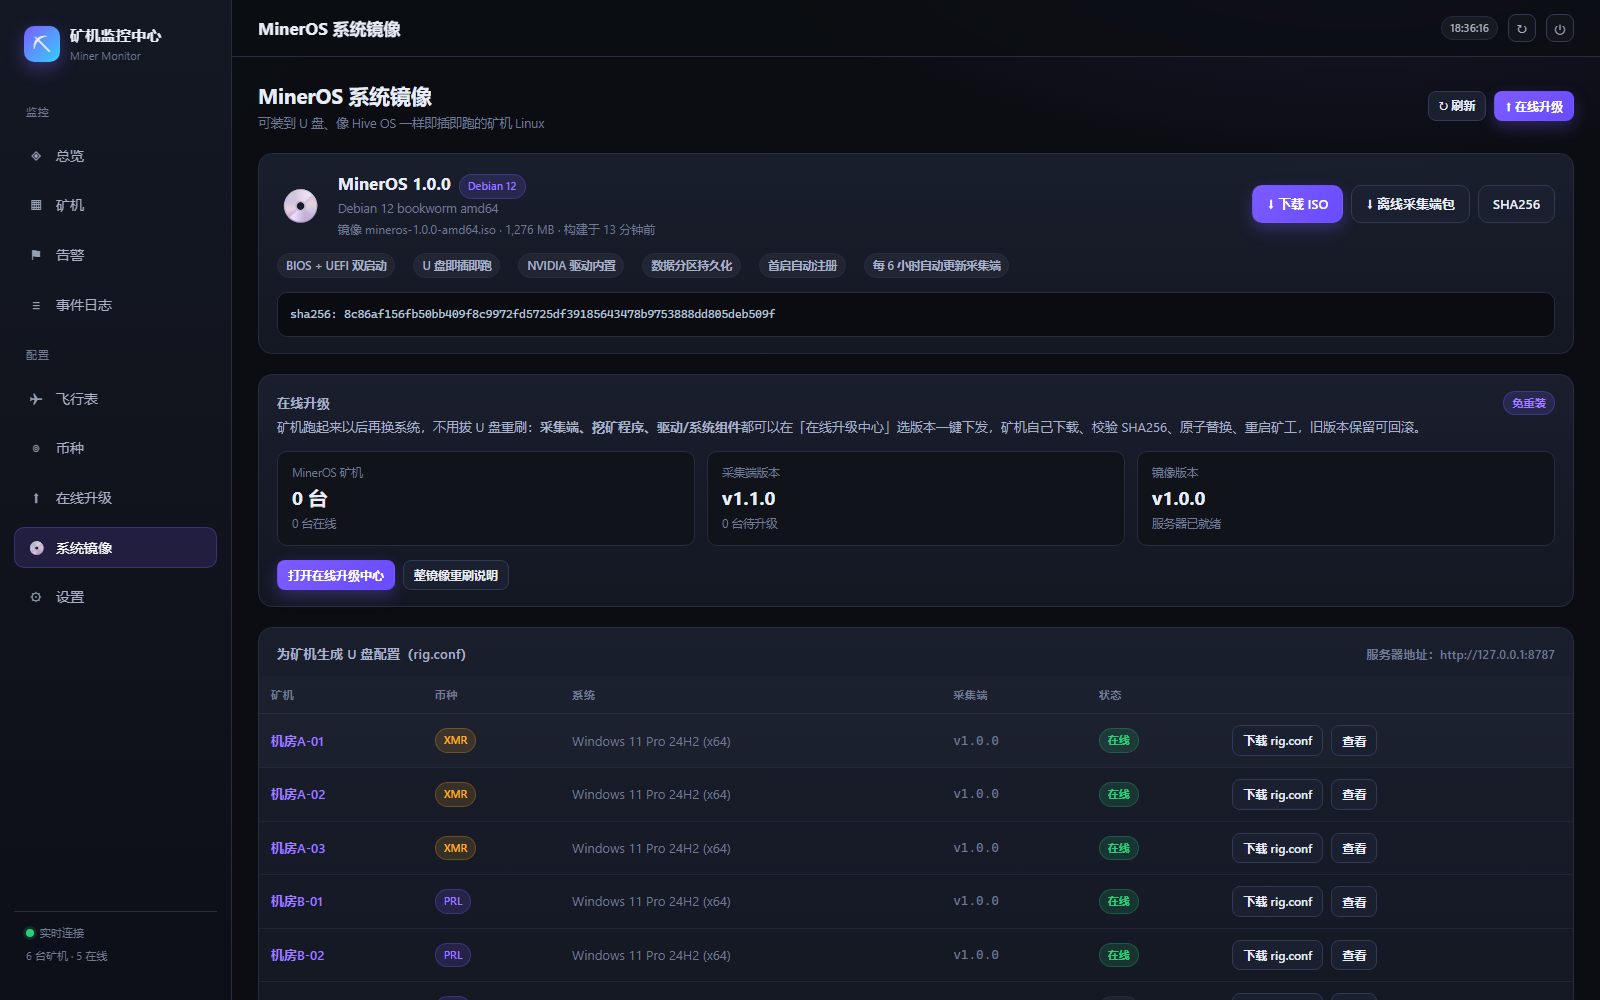 矿机监控中心
Miner Monitor
监控
总览
矿机
告警
事件日志
配置
飞行表
币种
在线升级
系统镜像
设置
实时连接
6 台矿机 · 5 在线
MinerOS 系统镜像
18:36:16
MinerOS 系统镜像
可装到 U 盘、像 Hive OS 一样即插即跑的矿机 Linux
↻ 刷新
⬆ 在线升级
MinerOS 1.0.0 Debian 12
Debian 12 bookworm amd64
镜像 mineros-1.0.0-amd64.iso · 1,276 MB · 构建于 13 分钟前
⬇ 下载 ISO
⬇ 离线采集端包
SHA256
BIOS + UEFI 双启动
U 盘即插即跑
NVIDIA 驱动内置
数据分区持久化
首启自动注册
每 6 小时自动更新采集端
sha256: 8c86af156fb50bb409f8c9972fd5725df39185643478b9753888dd805deb509f
在线升级
免重装
矿机跑起来以后再换系统，不用拔 U 盘重刷：采集端、挖矿程序、驱动/系统组件都可以在「在线升级中心」选版本一键下发，矿机自己下载、校验 SHA256、原子替换、重启矿工，旧版本保留可回滚。
MinerOS 矿机
0 台
0 台在线
采集端版本
v1.1.0
0 台待升级
镜像版本
v1.0.0
服务器已就绪
打开在线升级中心
整镜像重刷说明
为矿机生成 U 盘配置（rig.conf）
服务器地址：http://127.0.0.1:8787
矿机 币种 系统 采集端 状态
机房A-01 XMR Windows 11 Pro 24H2 (x64) v1.0.0 在线 下载 rig.conf 查看
机房A-02 XMR Windows 11 Pro 24H2 (x64) v1.0.0 在线 下载 rig.conf 查看
机房A-03 XMR Windows 11 Pro 24H2 (x64) v1.0.0 在线 下载 rig.conf 查看
机房B-01 PRL Windows 11 Pro 24H2 (x64) v1.0.0 在线 下载 rig.conf 查看
机房B-02 PRL Windows 11 Pro 24H2 (x64) v1.0.0 在线 下载 rig.conf 查看